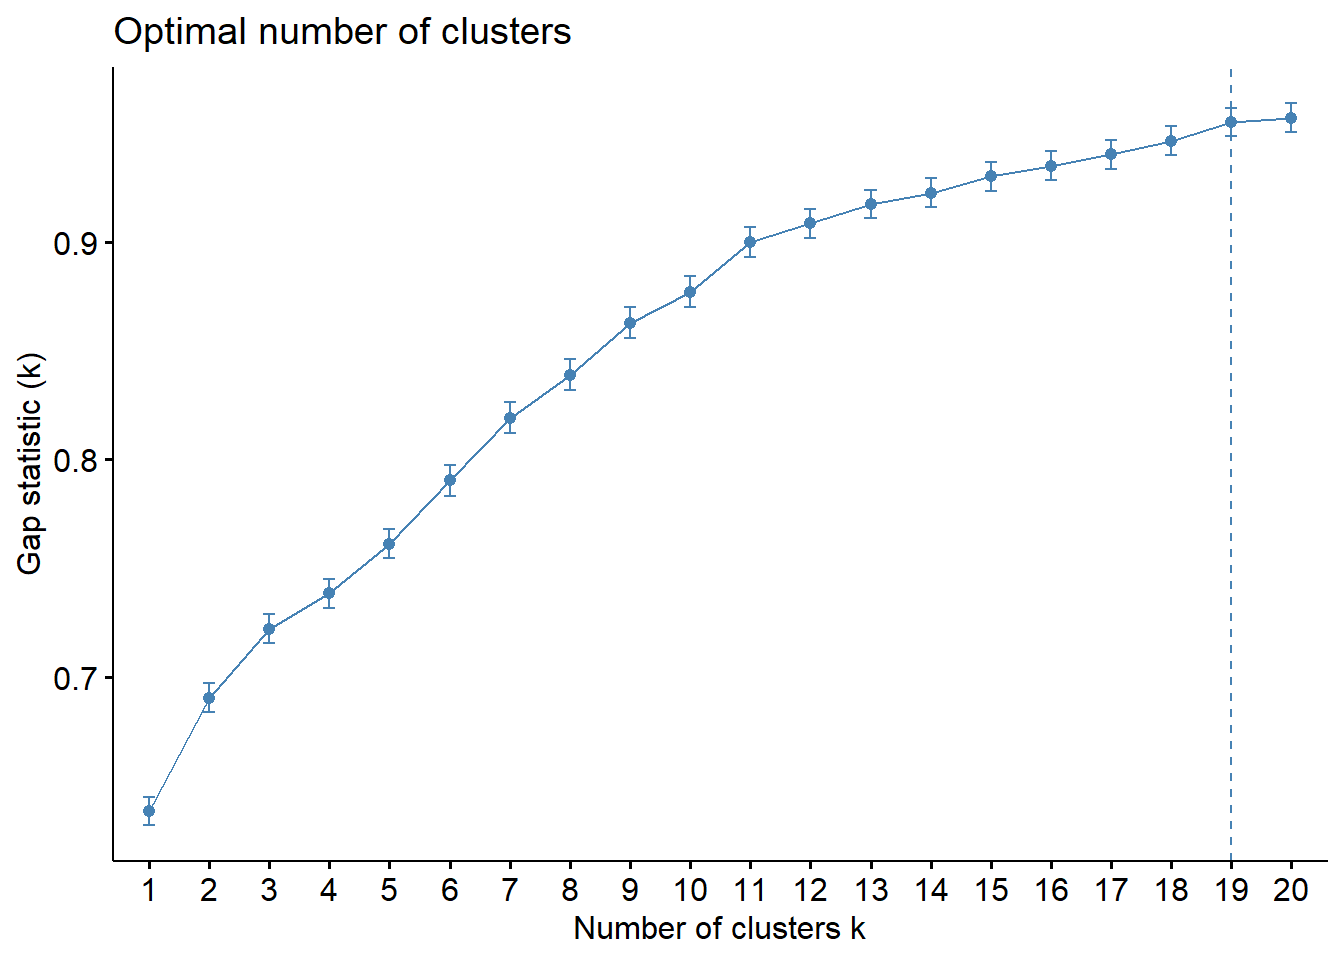 Optimal number of clusters
Gap statistic (k)
0.9
0.8
0.7
1 2 3 4 5 6 7 8 9 10 11 12 13 14 15 16 17 18 19 20
Number of clusters k